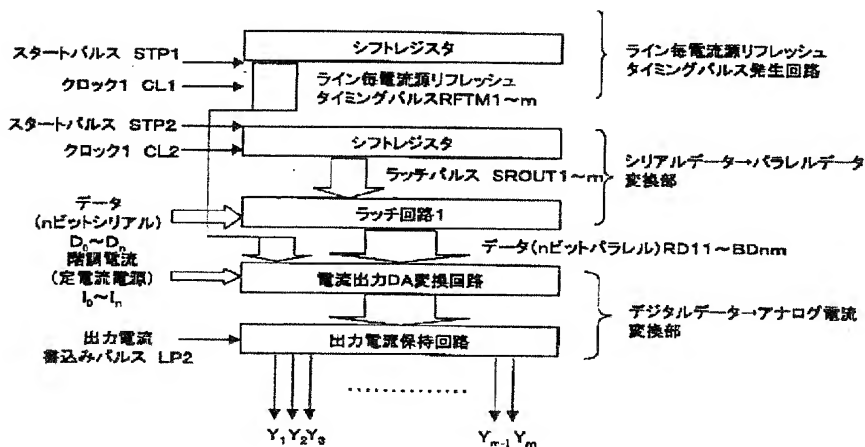 シフトレジスタ
スタートパルス STP1
クロック1 CL1
ライン毎電流源リフレッシュ
タイミングパルスRFTM1~m
ライン毎電流源リフレッシュ
タイミングパルス発生回路
スタートパルス STP2
クロック1 CL2
シフトレジスタ
ラッチパルス SROUT1~m
シリアルデータ→パラレルデータ
変換部
データ
(nビットシリアル)
D₀~Dₙ
ラッチ回路1
データ(nビットパラレル)RD11~BDnm
階調電流
(定電流電源)
I₀~Iₙ
電流出力DA変換回路
デジタルデータ→アナログ電流
変換部
出力電流
書込みパルス LP2
出力電流保持回路
Y₁ Y₂ Y₃
Yₘ₋₁ Yₘ